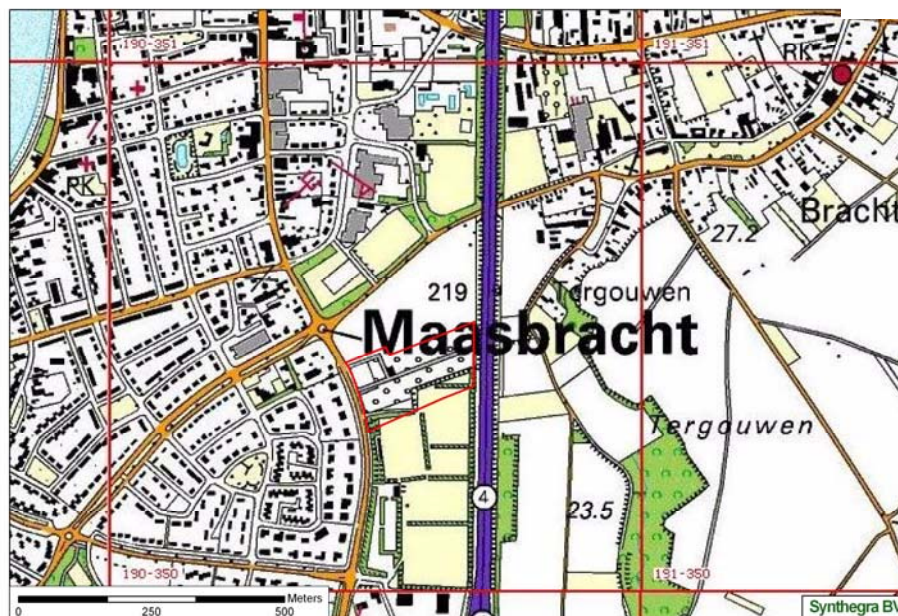 190-351
191-351
RK
RK
Bracht
27.2
219
Tergouwen
Maasbracht
Tergouwen
4
23.5
190-350
191-350
Meters
0 250 500
Synthegra BV